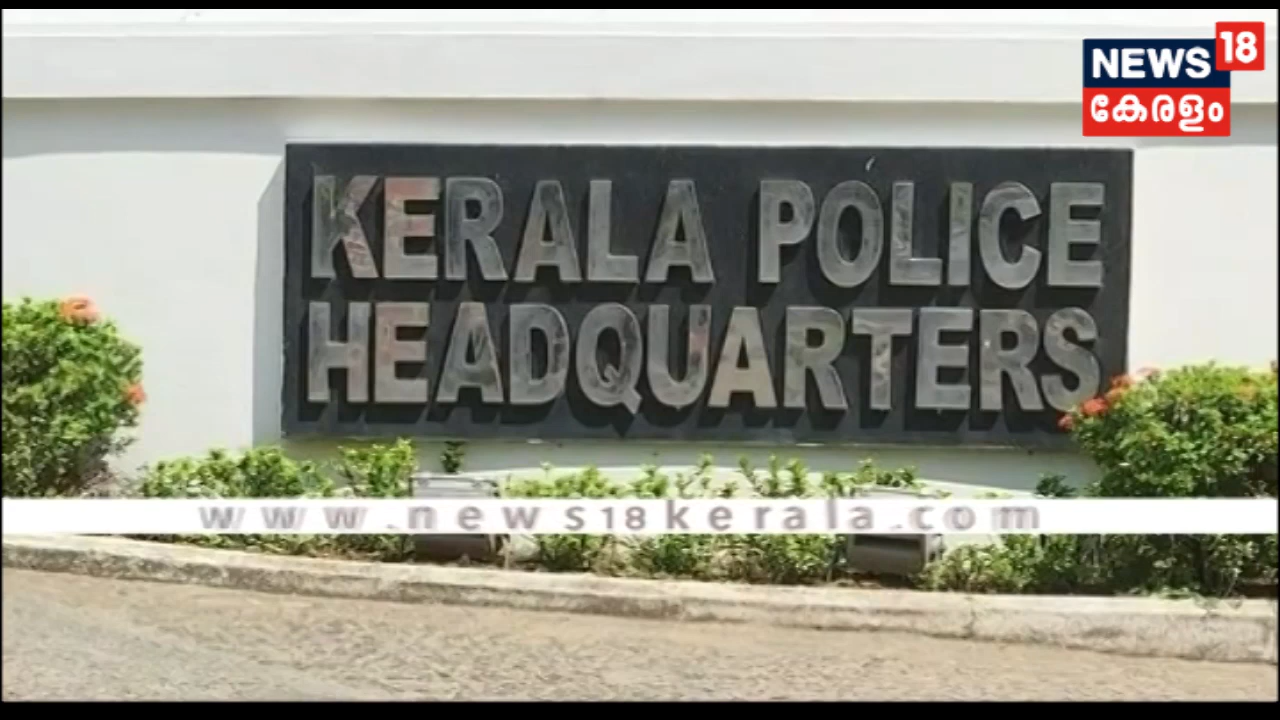 NEWS 18
കേരളം
KERALA POLICE
HEADQUARTERS
www.news18kerala.com